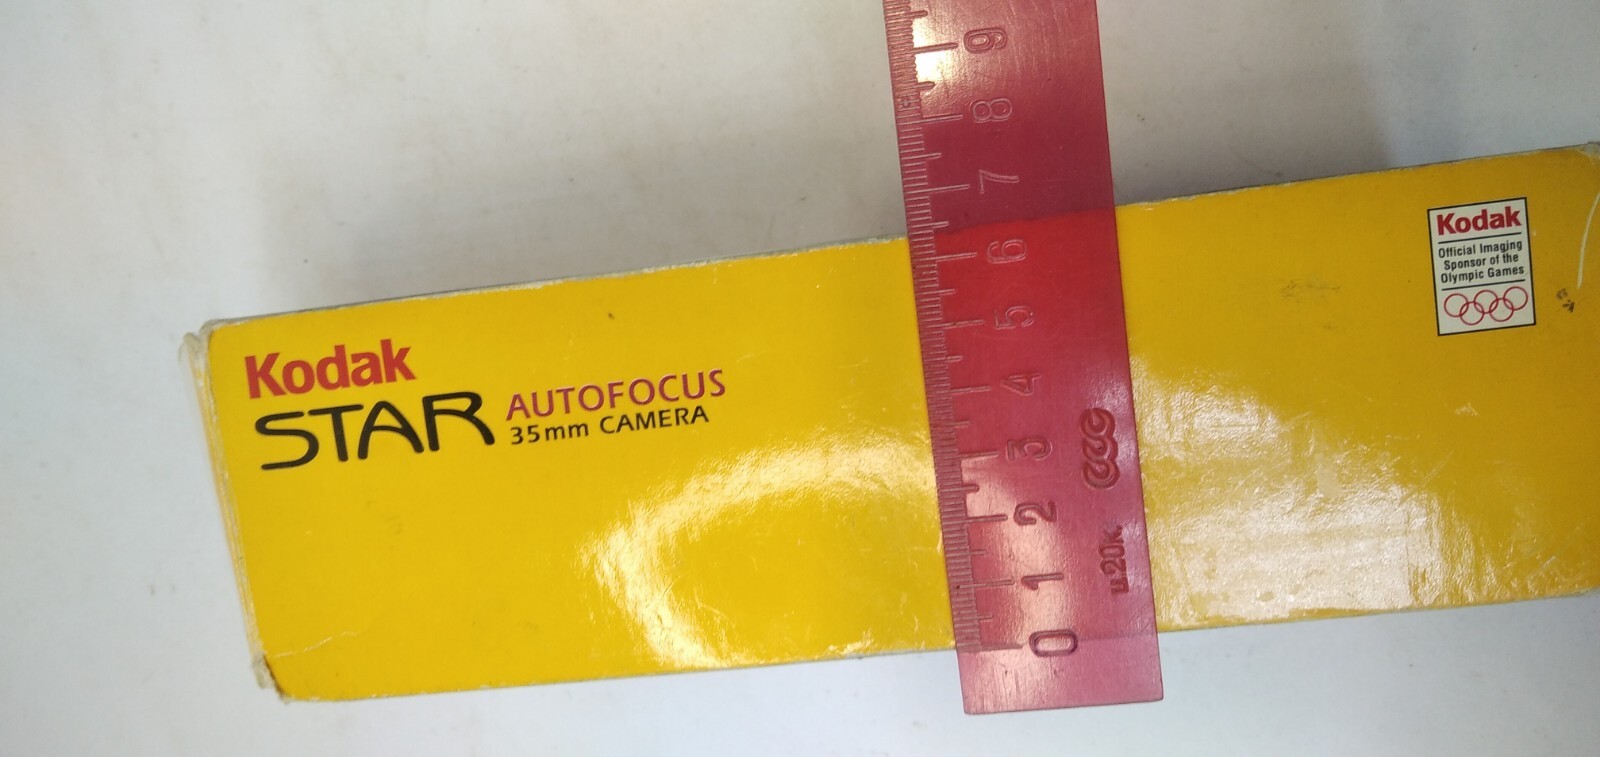 Kodak
STAR
AUTOFOCUS
35mm CAMERA
9
8
7
6
5
4
3
2
1
0
ц.20к
Kodak
Official Imaging
Sponsor of the
Olympic Games